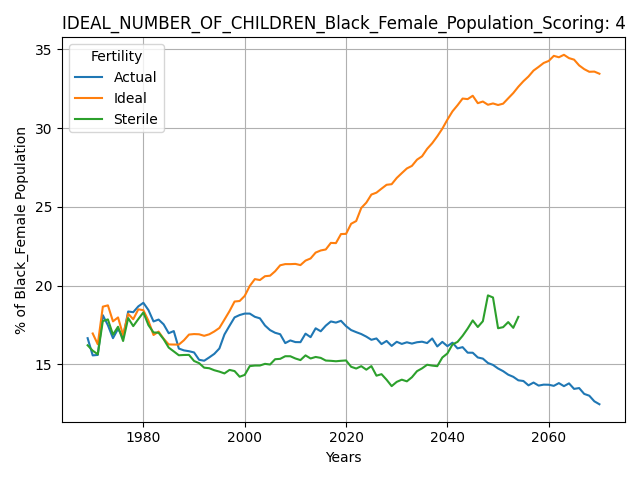 IDEAL_NUMBER_OF_CHILDREN_Black_Female_Population_Scoring: 4
Fertility
Actual
Ideal
Sterile
% of Black_Female Population
35
30
25
20
15
1980
2000
2020
2040
2060
Years